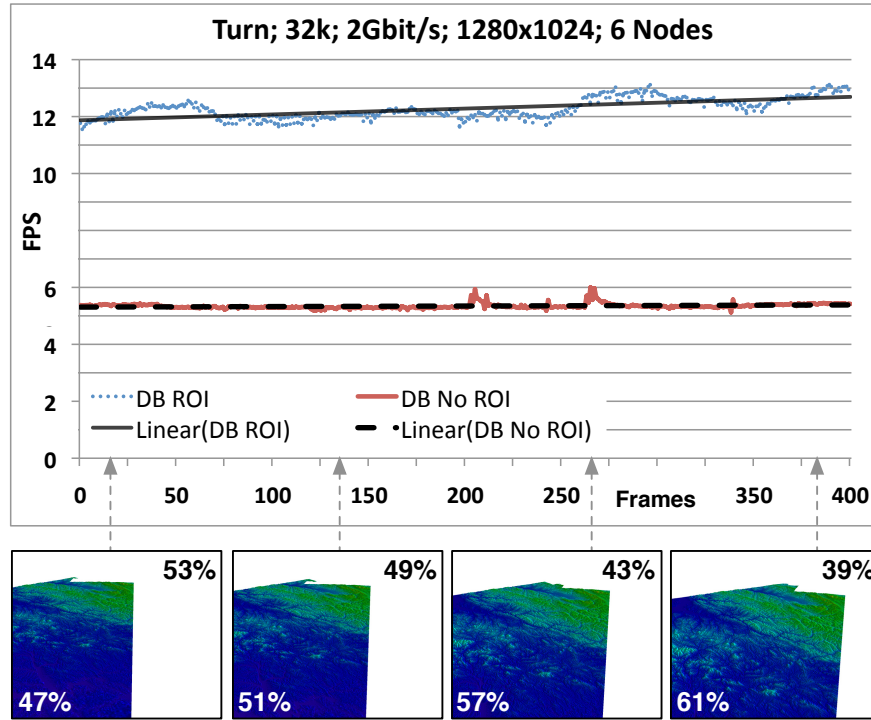 Turn; 32k; 2Gbit/s; 1280x1024; 6 Nodes
14
12
10
8
6
4
2
0
FPS
DB ROI
DB No ROI
Linear(DB ROI)
Linear(DB No ROI)
0 50 100 150 200 250 Frames 350 400
53% 49% 43% 39%
47% 51% 57% 61%